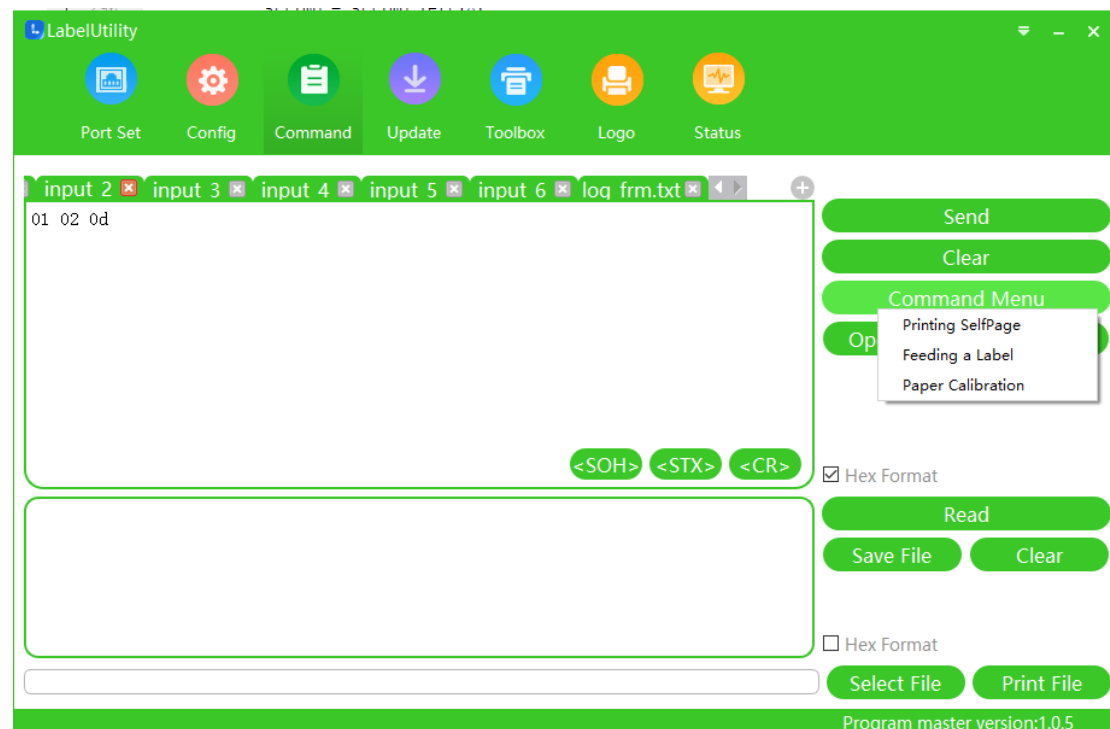 LabelUtility
Port Set Config Command Update Toolbox Logo Status
input 2 input 3 input 4 input 5 input 6 log frm.txt
01 02 0d
Send
Clear
Command Menu
Op
Printing SelfPage
Feeding a Label
Paper Calibration
<SOH> <STX> <CR>
Hex Format
Read
Save File Clear
Hex Format
Select File Print File
Program master version:1.0.5